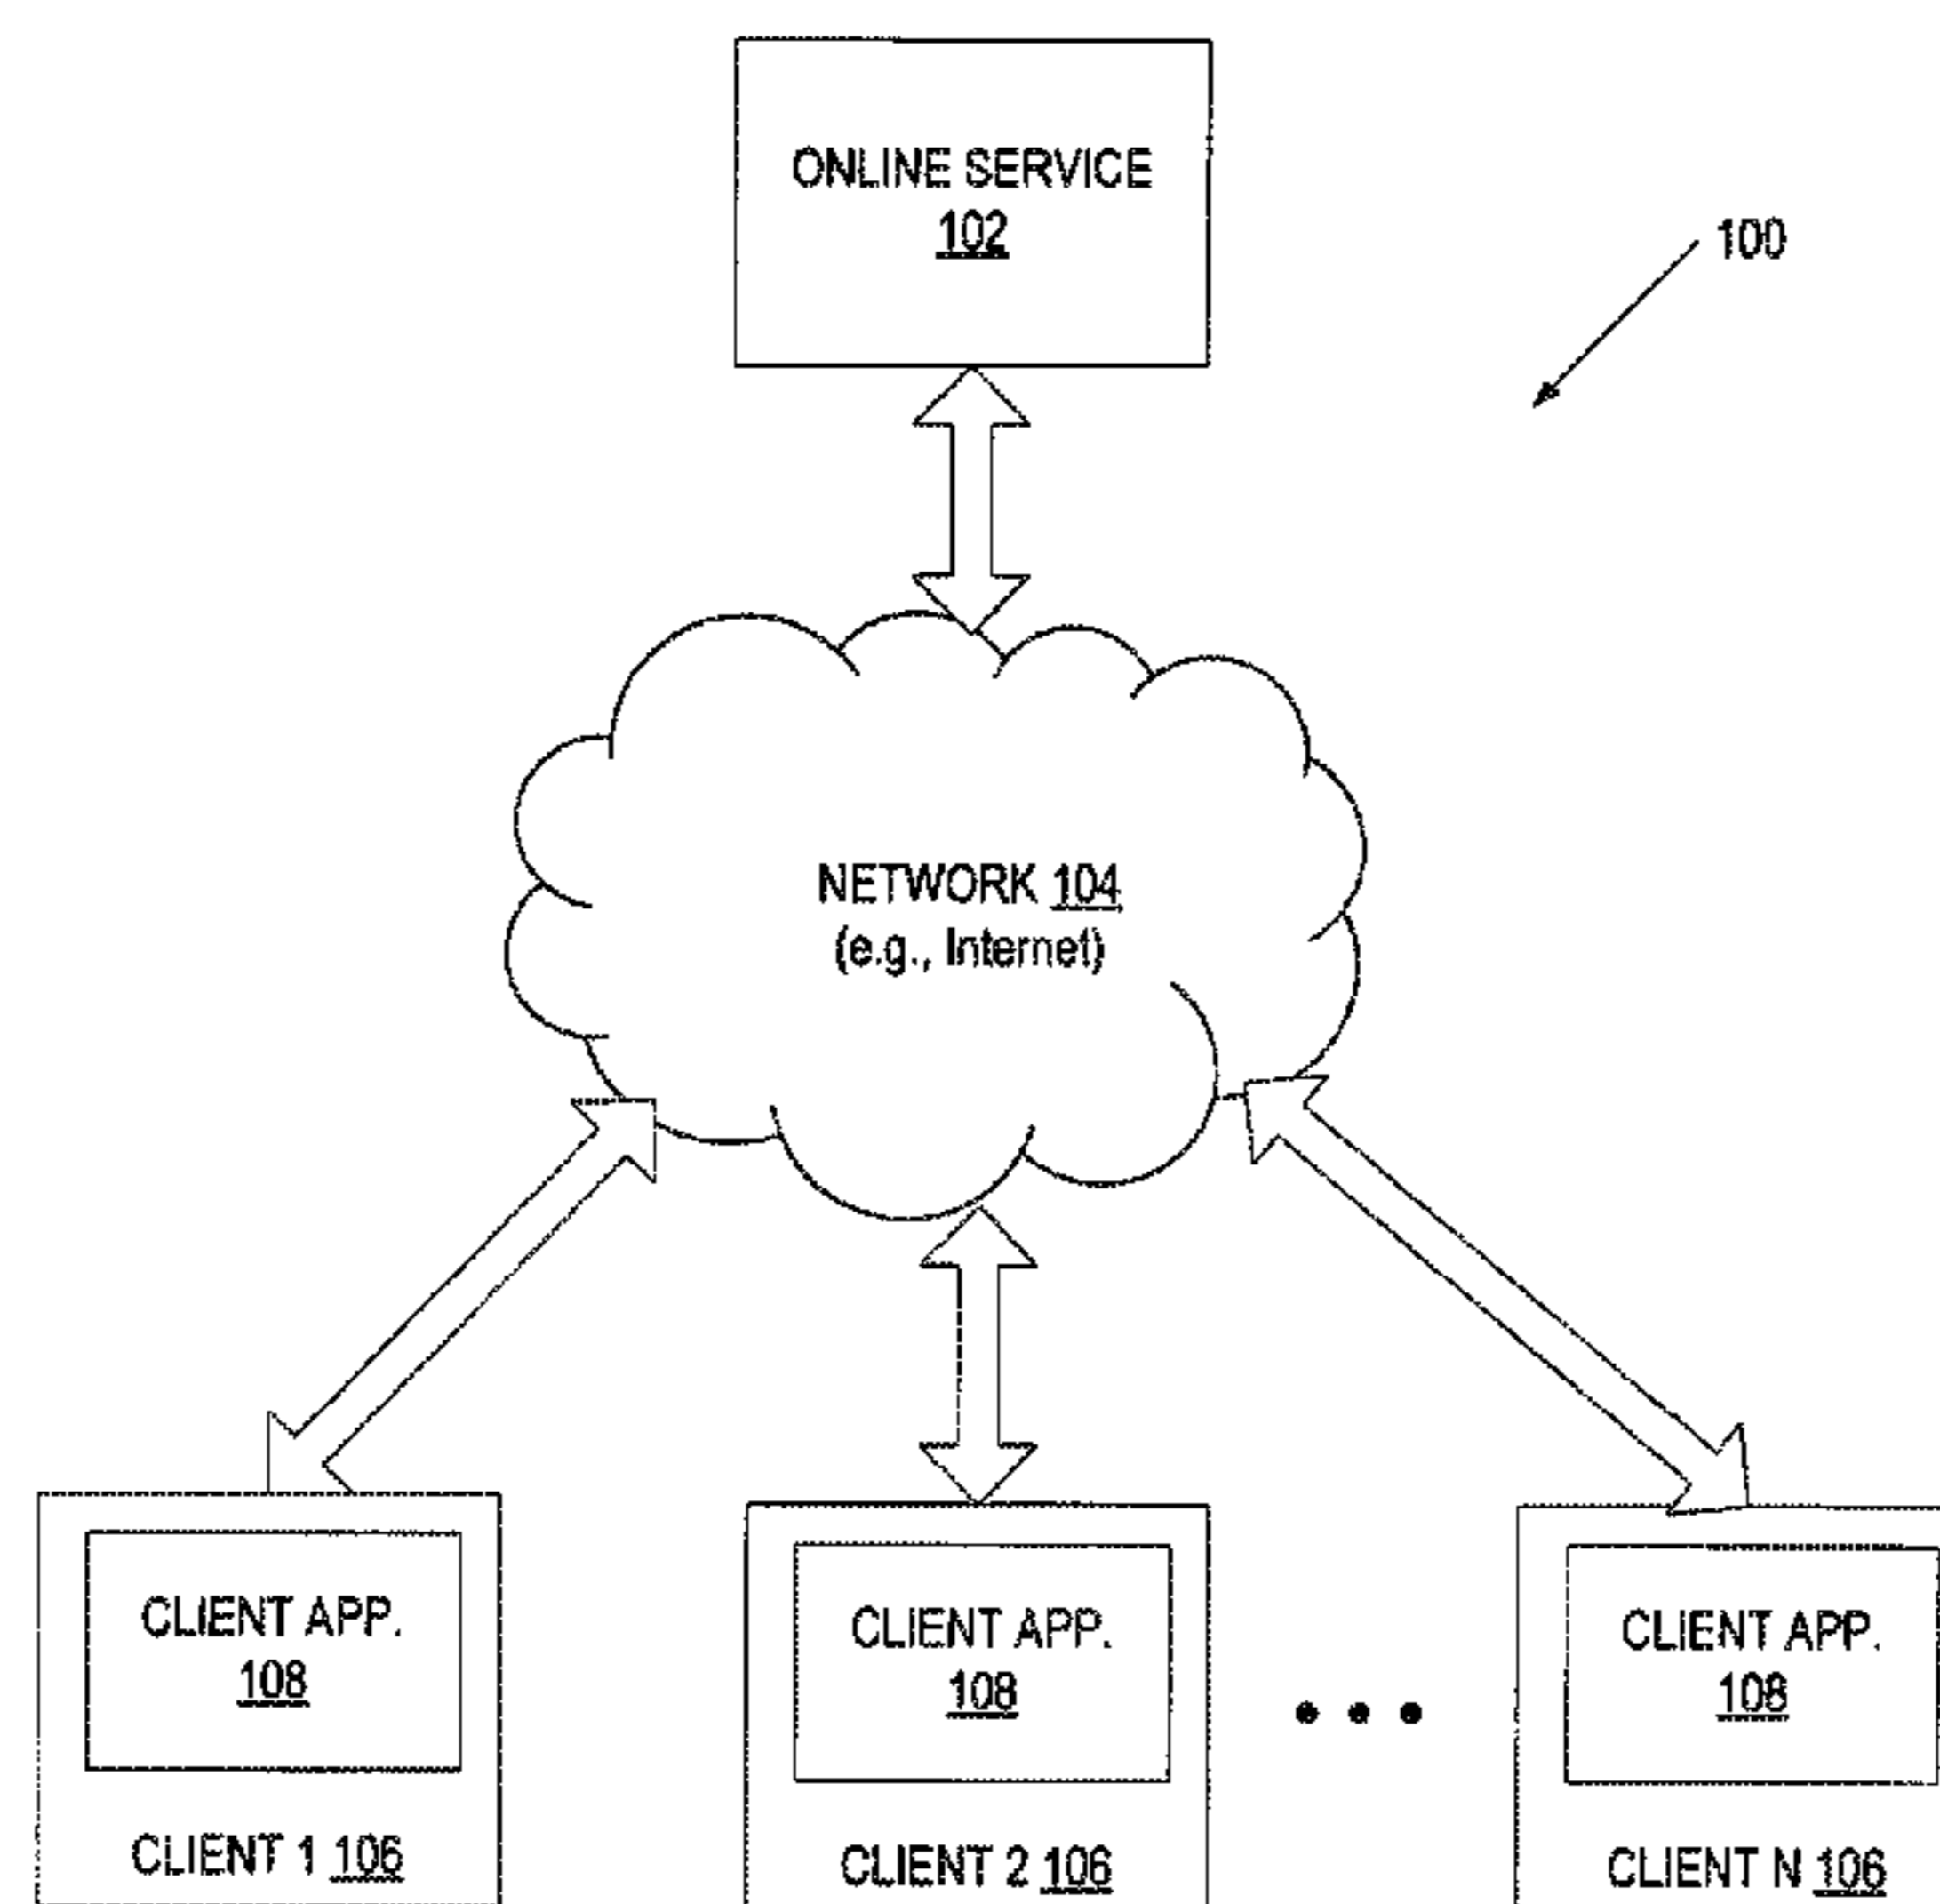 ONLINE SERVICE
102
100
NETWORK 104
(e.g., Internet)
CLIENT APP.
108
CLIENT 1 106
CLIENT APP.
108
CLIENT 2 106
CLIENT APP.
108
CLIENT N 106